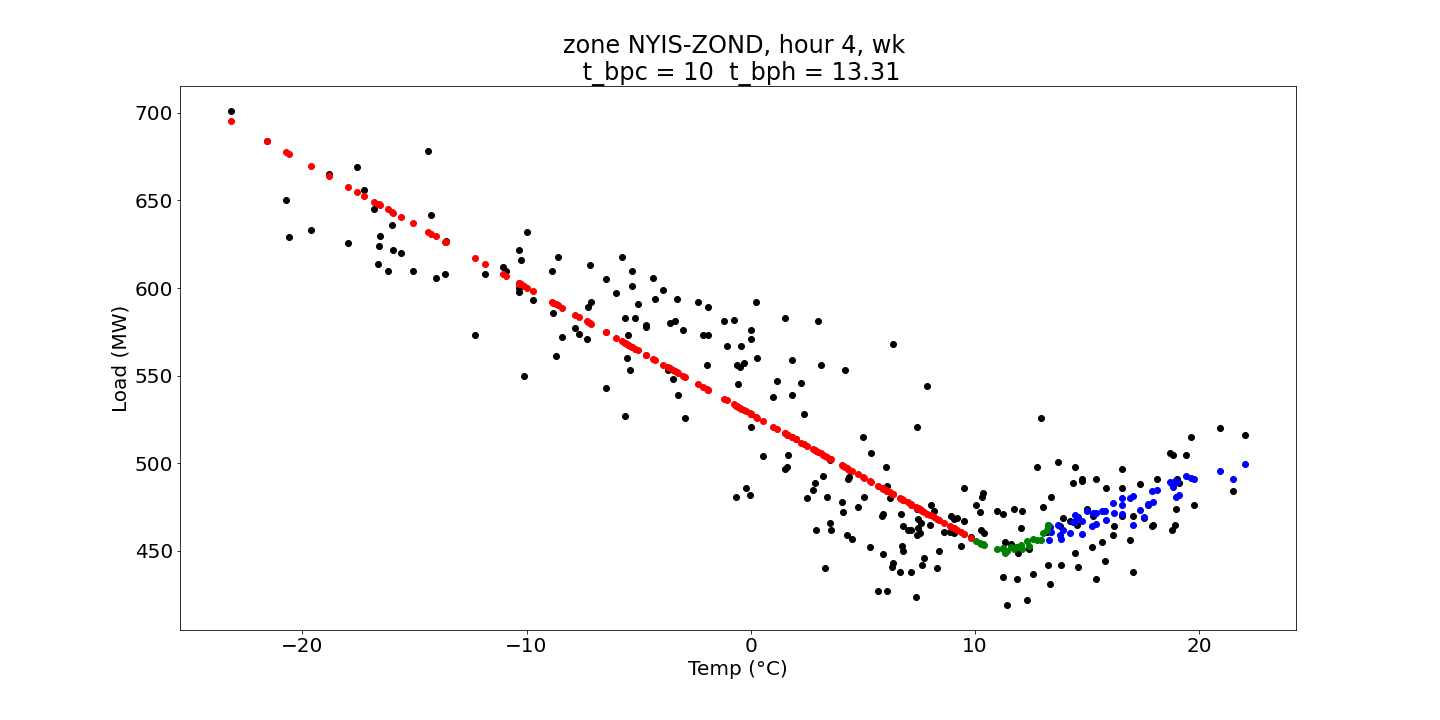 zone NYIS-ZOND, hour 4, wk
t_bpc = 10  t_bph = 13.31
700
650
600
550
500
450
Load (MW)
−20
−10
0
10
20
Temp (°C)